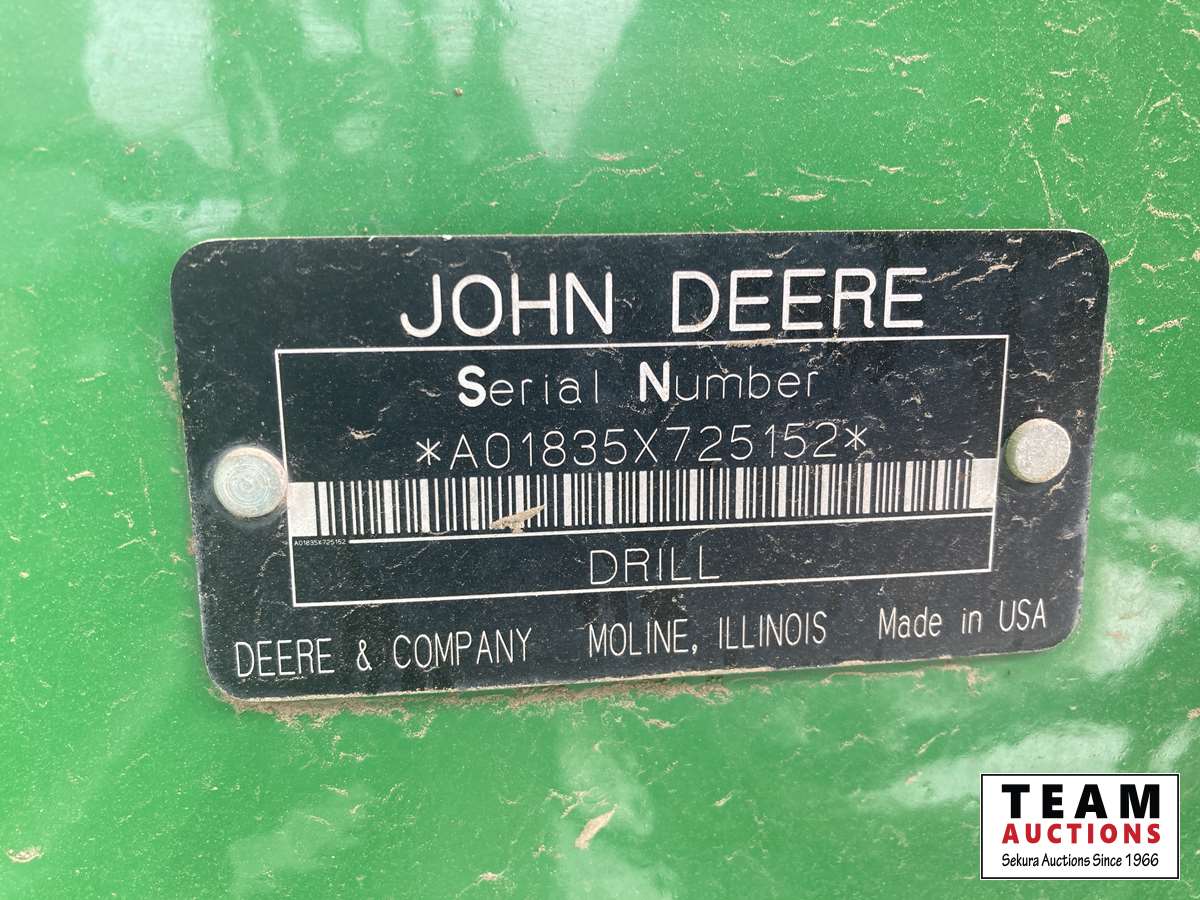 JOHN DEERE
Serial Number
*A01835X725152*
A01835X725152
DRILL
DEERE & COMPANY MOLINE, ILLINOIS Made in USA
TEAM
AUCTIONS
Sekura Auctions Since 1966